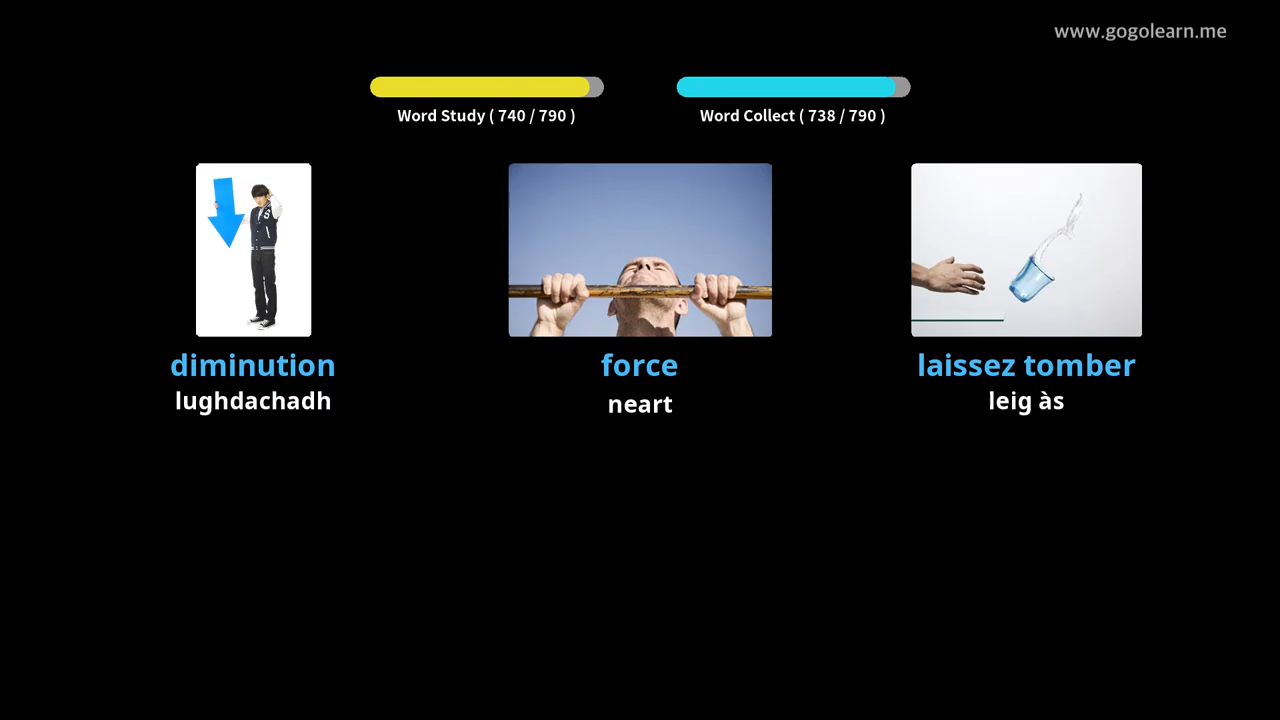 www.gogolearn.me
Word Study ( 740 / 790 )
Word Collect ( 738 / 790 )
diminution
lughdachadh
force
neart
laissez tomber
leig às